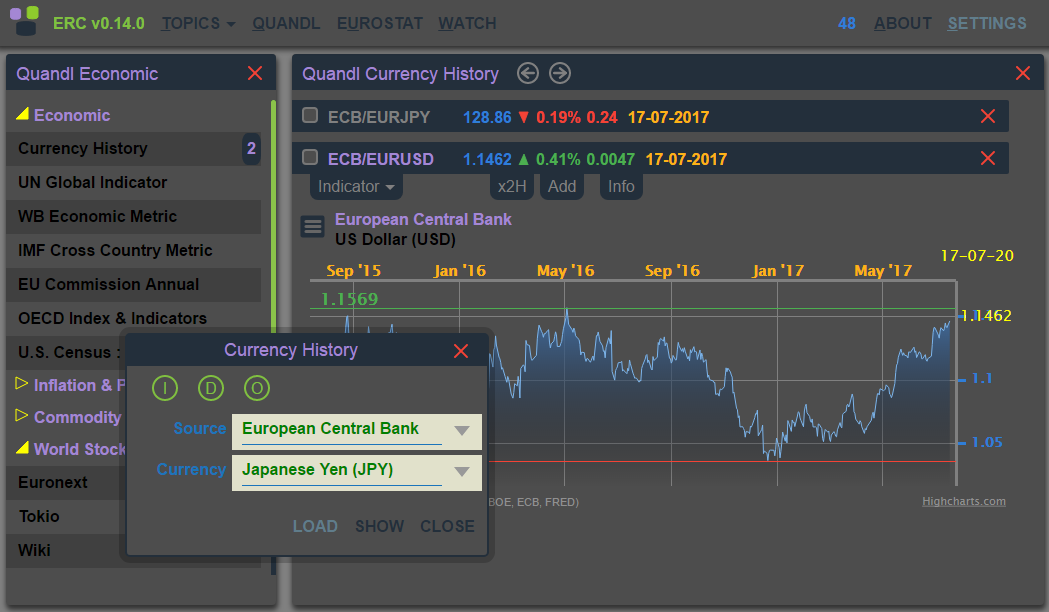 ERC v0.14.0 TOPICS QUANDL EUROSTAT WATCH 48 ABOUT SETTINGS
Quandl Economic
Economic
Currency History 2
UN Global Indicator
WB Economic Metric
IMF Cross Country Metric
EU Commission Annual
OECD Index & Indicators
U.S. Census :
Inflation & P
Commodity
World Stock
Euronext
Tokio
Wiki
Quandl Currency History
ECB/EURJPY 128.86 ▼ 0.19% 0.24 17-07-2017
ECB/EURUSD 1.1462 ▲ 0.41% 0.0047 17-07-2017
Indicator x2H Add Info
European Central Bank
US Dollar (USD)
17-07-20
Sep '15 Jan '16 May '16 Sep '16 Jan '17 May '17
1.1569
1.1462
1.1
1.05
BOE, ECB, FRED)
Highcharts.com
Currency History
I D O
Source European Central Bank
Currency Japanese Yen (JPY)
LOAD SHOW CLOSE